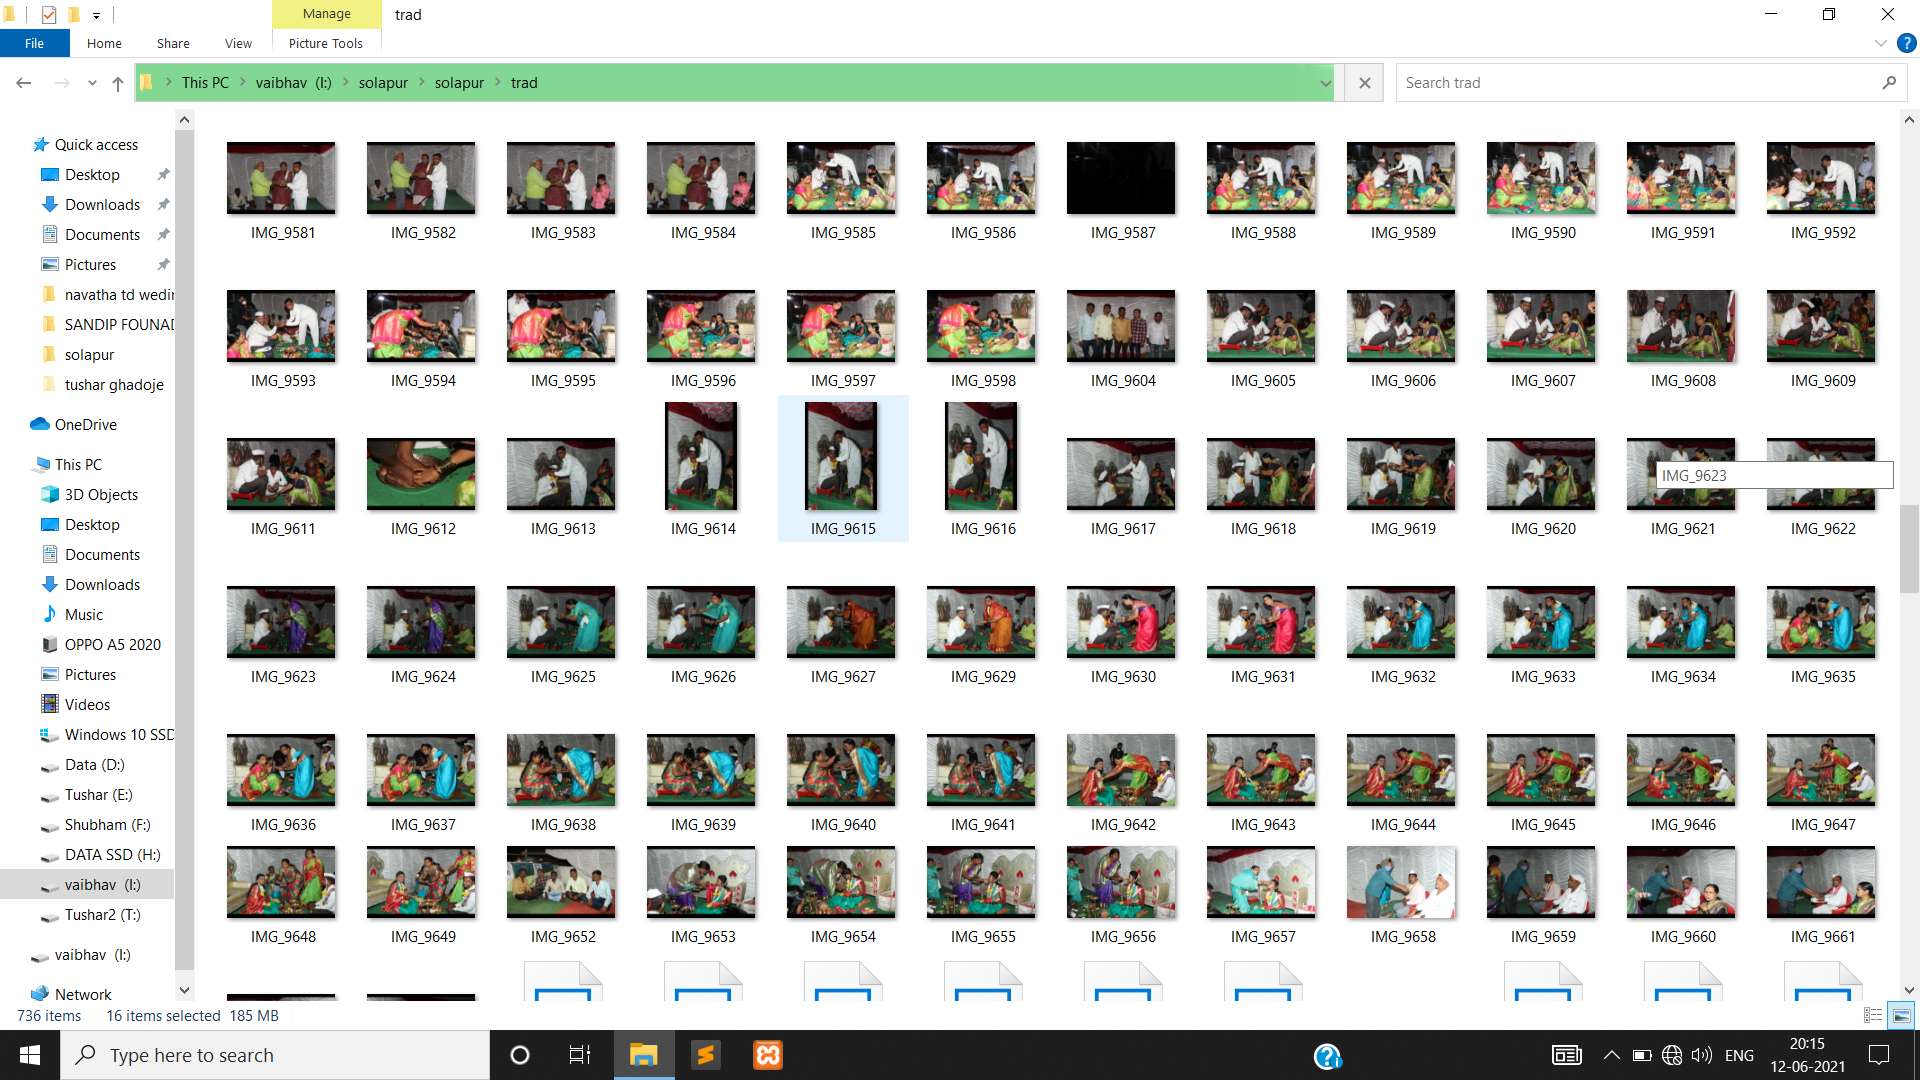 Manage
trad
File
Home
Share
View
Picture Tools
This PC
vaibhav (I:)
solapur
solapur
trad
Search trad
Quick access
Desktop
Downloads
Documents
Pictures
navatha td wedin
SANDIP FOUNAD
solapur
tushar ghadoje
OneDrive
This PC
3D Objects
Desktop
Documents
Downloads
Music
OPPO A5 2020
Pictures
Videos
Windows 10 SSD
Data (D:)
Tushar (E:)
Shubham (F:)
DATA SSD (H:)
vaibhav (I:)
Tushar2 (T:)
vaibhav (I:)
Network
IMG_9581 IMG_9582 IMG_9583 IMG_9584 IMG_9585 IMG_9586 IMG_9587 IMG_9588 IMG_9589 IMG_9590 IMG_9591 IMG_9592
IMG_9593 IMG_9594 IMG_9595 IMG_9596 IMG_9597 IMG_9598 IMG_9604 IMG_9605 IMG_9606 IMG_9607 IMG_9608 IMG_9609
IMG_9623
IMG_9611 IMG_9612 IMG_9613 IMG_9614 IMG_9615 IMG_9616 IMG_9617 IMG_9618 IMG_9619 IMG_9620 IMG_9621 IMG_9622
IMG_9623 IMG_9624 IMG_9625 IMG_9626 IMG_9627 IMG_9629 IMG_9630 IMG_9631 IMG_9632 IMG_9633 IMG_9634 IMG_9635
IMG_9636 IMG_9637 IMG_9638 IMG_9639 IMG_9640 IMG_9641 IMG_9642 IMG_9643 IMG_9644 IMG_9645 IMG_9646 IMG_9647
IMG_9648 IMG_9649 IMG_9652 IMG_9653 IMG_9654 IMG_9655 IMG_9656 IMG_9657 IMG_9658 IMG_9659 IMG_9660 IMG_9661
736 items 16 items selected 185 MB
Type here to search
ENG
20:15
12-06-2021